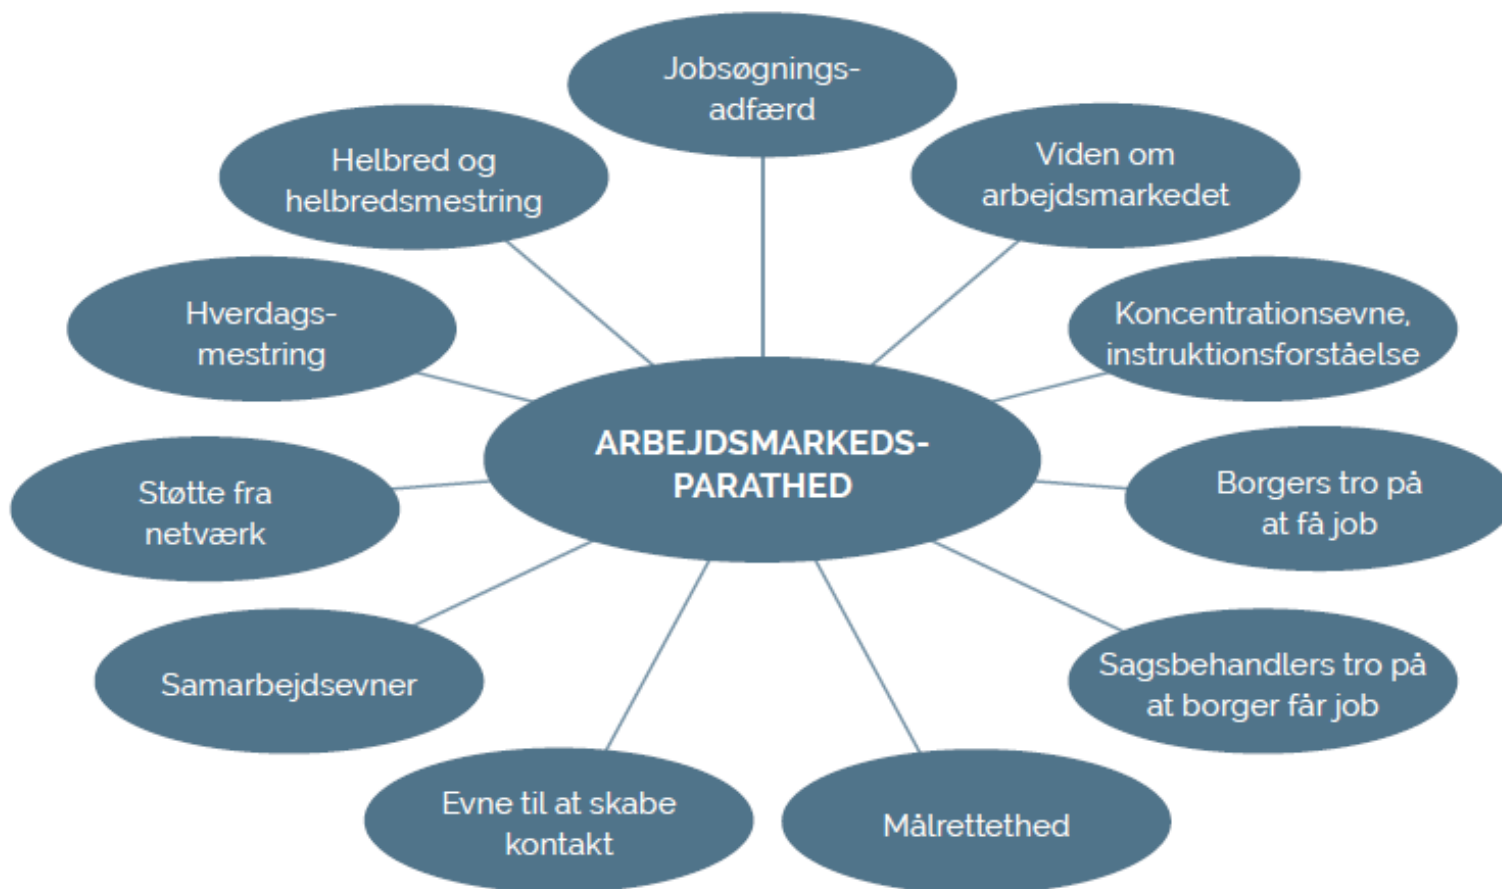 Jobsøgnings-
adfærd
Helbred og
helbredsmestring
Viden om
arbejdsmarkedet
Hverdags-
mestring
Koncentrationsevne,
instruktionsforståelse
ARBEJDSMARKEDS-
PARATHED
Støtte fra
netværk
Borgers tro på
at få job
Samarbejdsevner
Sagsbehandlers tro på
at borger får job
Evne til at skabe
kontakt
Målrettethed